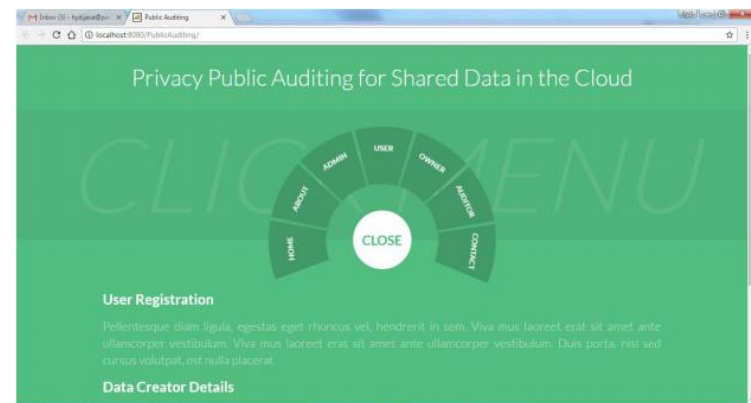 Public Auditing
localhost:8080/PublicAuditing/
Privacy Public Auditing for Shared Data in the Cloud
CLICK MENU
HOME
ABOUT
ADMIN
USER
OWNER
AUDITOR
CONTACT
CLOSE
User Registration
Pellentesque diam ligula, egestas eget rhoncus vel, hendrerit in sem. Viva mus laoreet erat sit amet ante
ullamcorper vestibulum. Viva mus laoreet erat sit amet ante ullamcorper vestibulum. Duis porta, nisl sed
cursus volutpat, est nulla placerat.
Data Creator Details